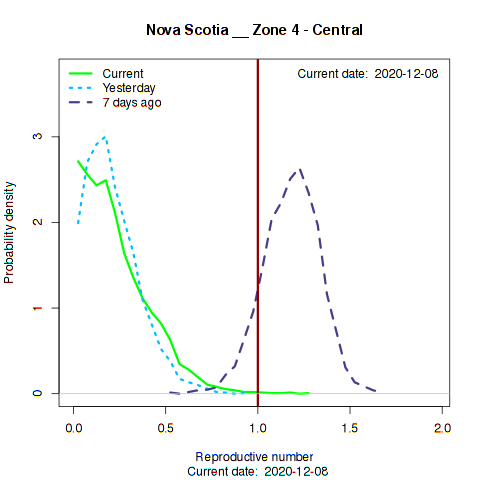 Nova Scotia __ Zone 4 - Central
Current
Yesterday
7 days ago
Current date: 2020-12-08
Probability density
3
2
1
0
0.0 0.5 1.0 1.5 2.0
Reproductive number
Current date: 2020-12-08